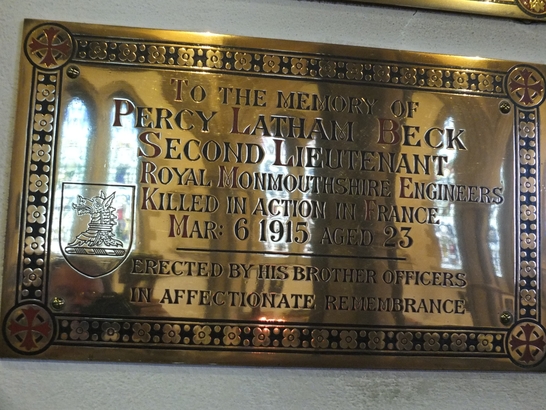 To the memory of
Percy Latham Beck
Second Lieutenant
Royal Monmouthshire Engineers
Killed in action in France
Mar: 6 1915 aged 23
Erected by his brother officers
in affectionate remembrance